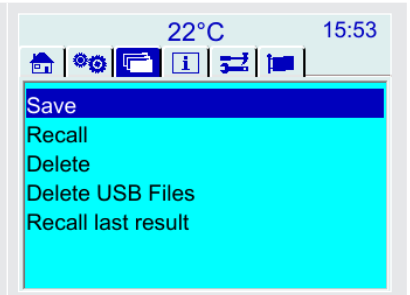 22°C 15:53
i
Save
Recall
Delete
Delete USB Files
Recall last result